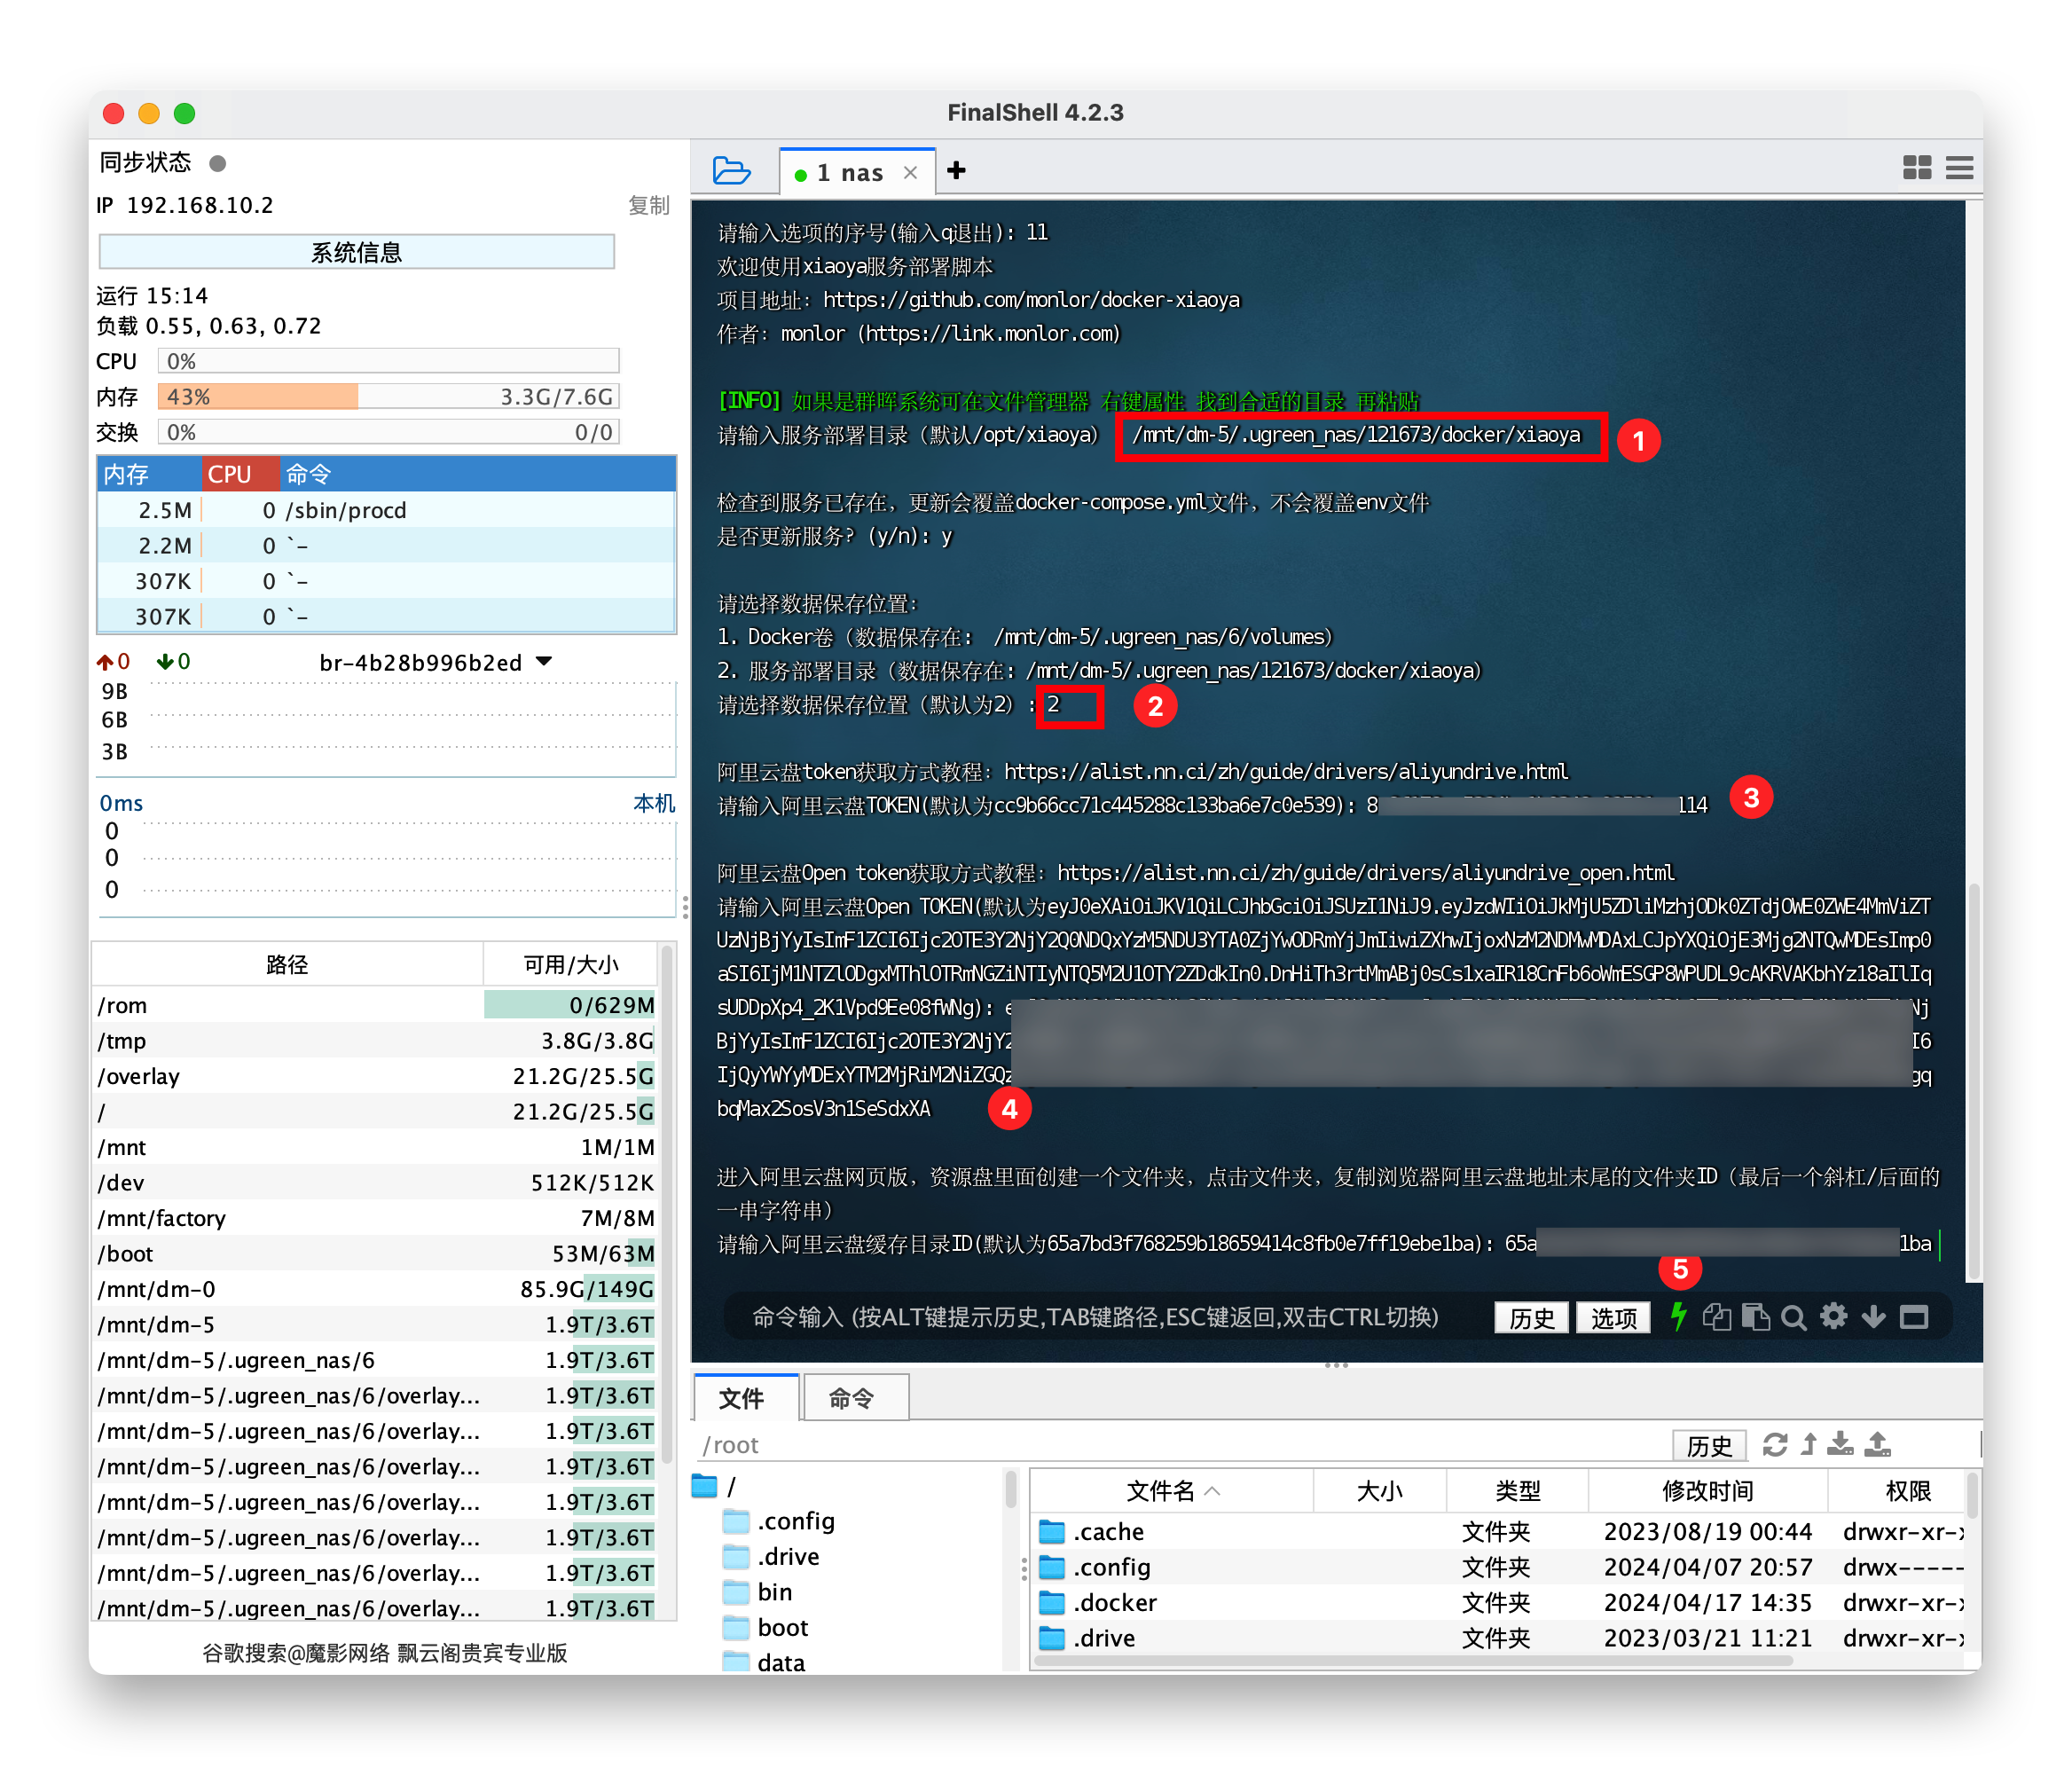 FinalShell 4.2.3
同步状态
IP 192.168.10.2
复制
系统信息
运行 15:14
负载 0.55, 0.63, 0.72
CPU 0%
内存 43% 3.3G/7.6G
交换 0% 0/0
内存 CPU 命令
2.5M 0 /sbin/procd
2.2M 0 `-
307K 0 `-
307K 0 `-
0 0 br-4b28b996b2ed
9B
6B
3B
0ms 本机
0
0
0
路径 可用/大小
/rom 0/629M
/tmp 3.8G/3.8G
/overlay 21.2G/25.5G
/ 21.2G/25.5G
/mnt 1M/1M
/dev 512K/512K
/mnt/factory 7M/8M
/boot 53M/63M
/mnt/dm-0 85.9G/149G
/mnt/dm-5 1.9T/3.6T
/mnt/dm-5/.ugreen_nas/6 1.9T/3.6T
/mnt/dm-5/.ugreen_nas/6/overlay... 1.9T/3.6T
/mnt/dm-5/.ugreen_nas/6/overlay... 1.9T/3.6T
/mnt/dm-5/.ugreen_nas/6/overlay... 1.9T/3.6T
/mnt/dm-5/.ugreen_nas/6/overlay... 1.9T/3.6T
/mnt/dm-5/.ugreen_nas/6/overlay... 1.9T/3.6T
/mnt/dm-5/.ugreen_nas/6/overlay... 1.9T/3.6T
/mnt/dm-5/.ugreen_nas/6/overlay... 1.9T/3.6T
谷歌搜索@魔影网络 飘云阁贵宾专业版
1 nas
请输入选项的序号(输入q退出): 11
欢迎使用xiaoya服务部署脚本
项目地址: https://github.com/monlor/docker-xiaoya
作者: monlor (https://link.monlor.com)
[INFO] 如果是群晖系统可在文件管理器 右键属性 找到合适的目录 再粘贴
请输入服务部署目录（默认/opt/xiaoya） /mnt/dm-5/.ugreen_nas/121673/docker/xiaoya
1
检查到服务已存在，更新会覆盖docker-compose.yml文件，不会覆盖env文件
是否更新服务？(y/n): y
请选择数据保存位置:
1. Docker卷（数据保存在: /mnt/dm-5/.ugreen_nas/6/volumes）
2. 服务部署目录（数据保存在: /mnt/dm-5/.ugreen_nas/121673/docker/xiaoya）
请选择数据保存位置（默认为2）: 2
2
阿里云盘token获取方式教程: https://alist.nn.ci/zh/guide/drivers/aliyundrive.html
请输入阿里云盘TOKEN(默认为cc9b66cc71c445288c133ba6e7c0e539): 8 114
3
阿里云盘Open token获取方式教程: https://alist.nn.ci/zh/guide/drivers/aliyundrive_open.html
请输入阿里云盘Open TOKEN(默认为eyJ0eXAiOiJKV1QiLCJhbGciOiJSUzI1NiJ9.eyJzdWIiOiJkMjU5ZDliMzhjODk0ZTdjOWE0ZWE4MmViZT
UzNjBjYyIsImF1ZCI6Ijc2OTE3Y2NjY2Q0NDQxYzM5NDU3YTA0ZjYwODRmYjJmIiwiZXhwIjoxNzM2NDMwMDAxLCJpYXQiOjE3Mjg2NTQwMDEsImp0
aSI6IjM1NTZlODgxMThlOTRmNGZiNTIyNTQ5M2U1OTY2ZDdkIn0.DnHiTh3rtMmABj0sCs1xaIR18CnFb6oWmESGP8WPUDL9cAKRVAKbhYz18aIlIq
sUDDpXp4_2K1Vpd9Ee08fWNg): e Nj
BjYyIsImF1ZCI6Ijc2OTE3Y2NjY2 I6
IjQyYWYyMDExYTM2MjRiM2NiZGQz gq
bqMax2SosV3n1SeSdxXA
4
进入阿里云盘网页版，资源盘里面创建一个文件夹，点击文件夹，复制浏览器阿里云盘地址末尾的文件夹ID（最后一个斜杠/后面的
一串字符串）
请输入阿里云盘缓存目录ID(默认为65a7bd3f768259b18659414c8fb0e7ff19ebe1ba): 65a 1ba
5
命令输入 (按ALT键提示历史,TAB键路径,ESC键返回,双击CTRL切换)
历史 选项
文件 命令
/root 历史
/
.config
.drive
bin
boot
data
文件名 大小 类型 修改时间 权限
.cache 文件夹 2023/08/19 00:44 drwxr-xr-x
.config 文件夹 2024/04/07 20:57 drwx-----
.docker 文件夹 2024/04/17 14:35 drwxr-xr-x
.drive 文件夹 2023/03/21 11:21 drwxr-xr-x